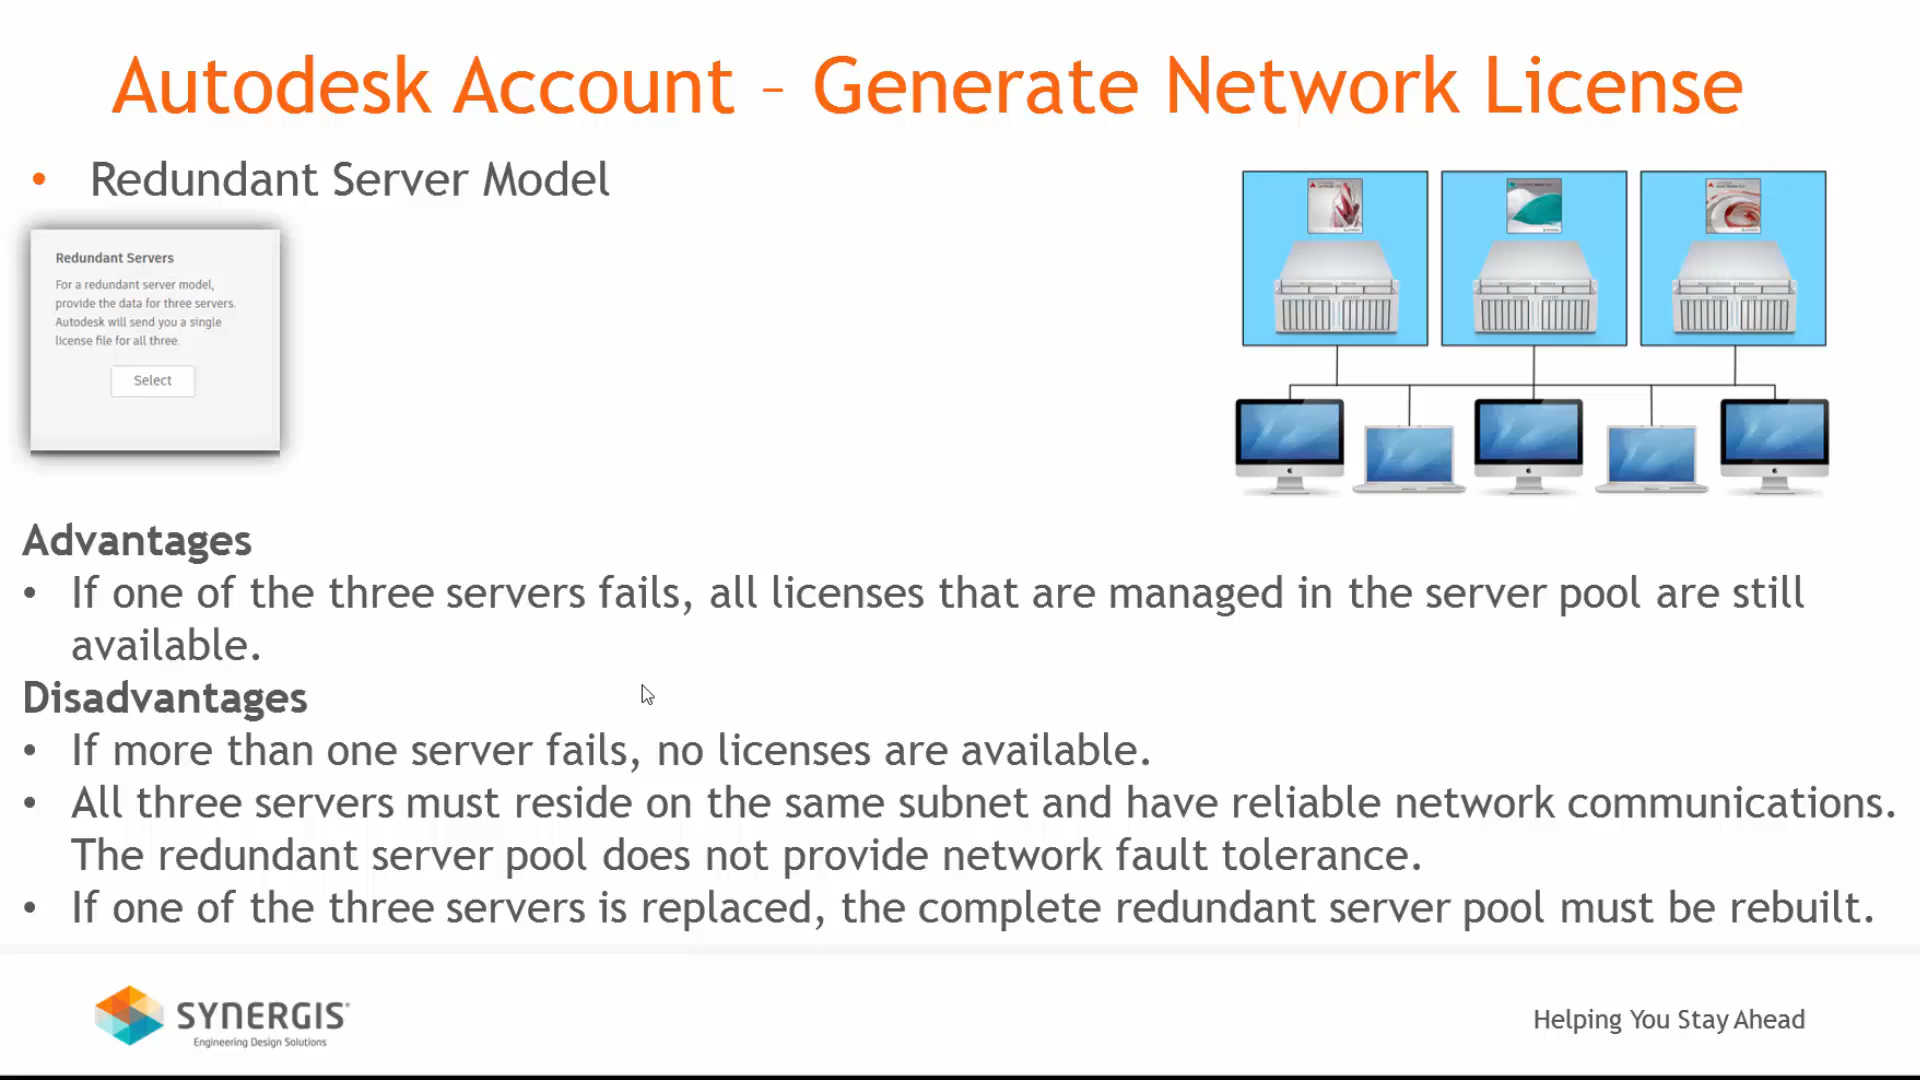 Autodesk Account – Generate Network License
• Redundant Server Model
Redundant Servers
For a redundant server model,
provide the data for three servers.
Autodesk will send you a single
license file for all three.
Select
Advantages
• If one of the three servers fails, all licenses that are managed in the server pool are still
available.
Disadvantages
• If more than one server fails, no licenses are available.
• All three servers must reside on the same subnet and have reliable network communications.
The redundant server pool does not provide network fault tolerance.
• If one of the three servers is replaced, the complete redundant server pool must be rebuilt.
SYNERGIS
Engineering Design Solutions
Helping You Stay Ahead